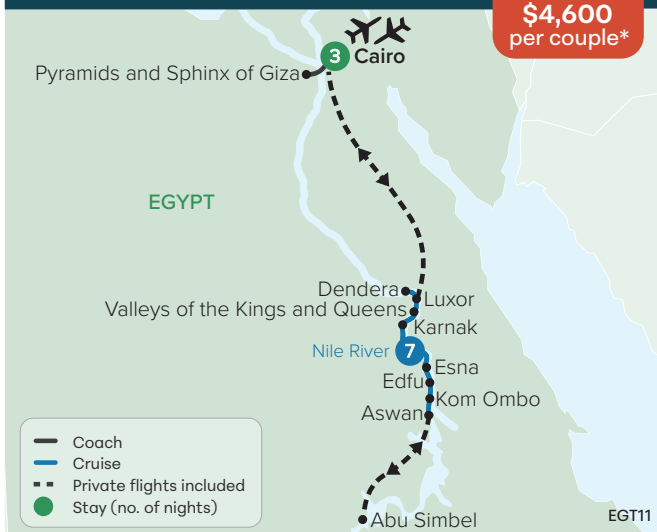 $4,600
per couple*
3 Cairo
Pyramids and Sphinx of Giza
EGYPT
Dendera
Luxor
Valleys of the Kings and Queens
Karnak
Nile River 7
Esna
Edfu
Kom Ombo
Aswan
Coach
Cruise
Private flights included
Stay (no. of nights)
Abu Simbel
EGT11